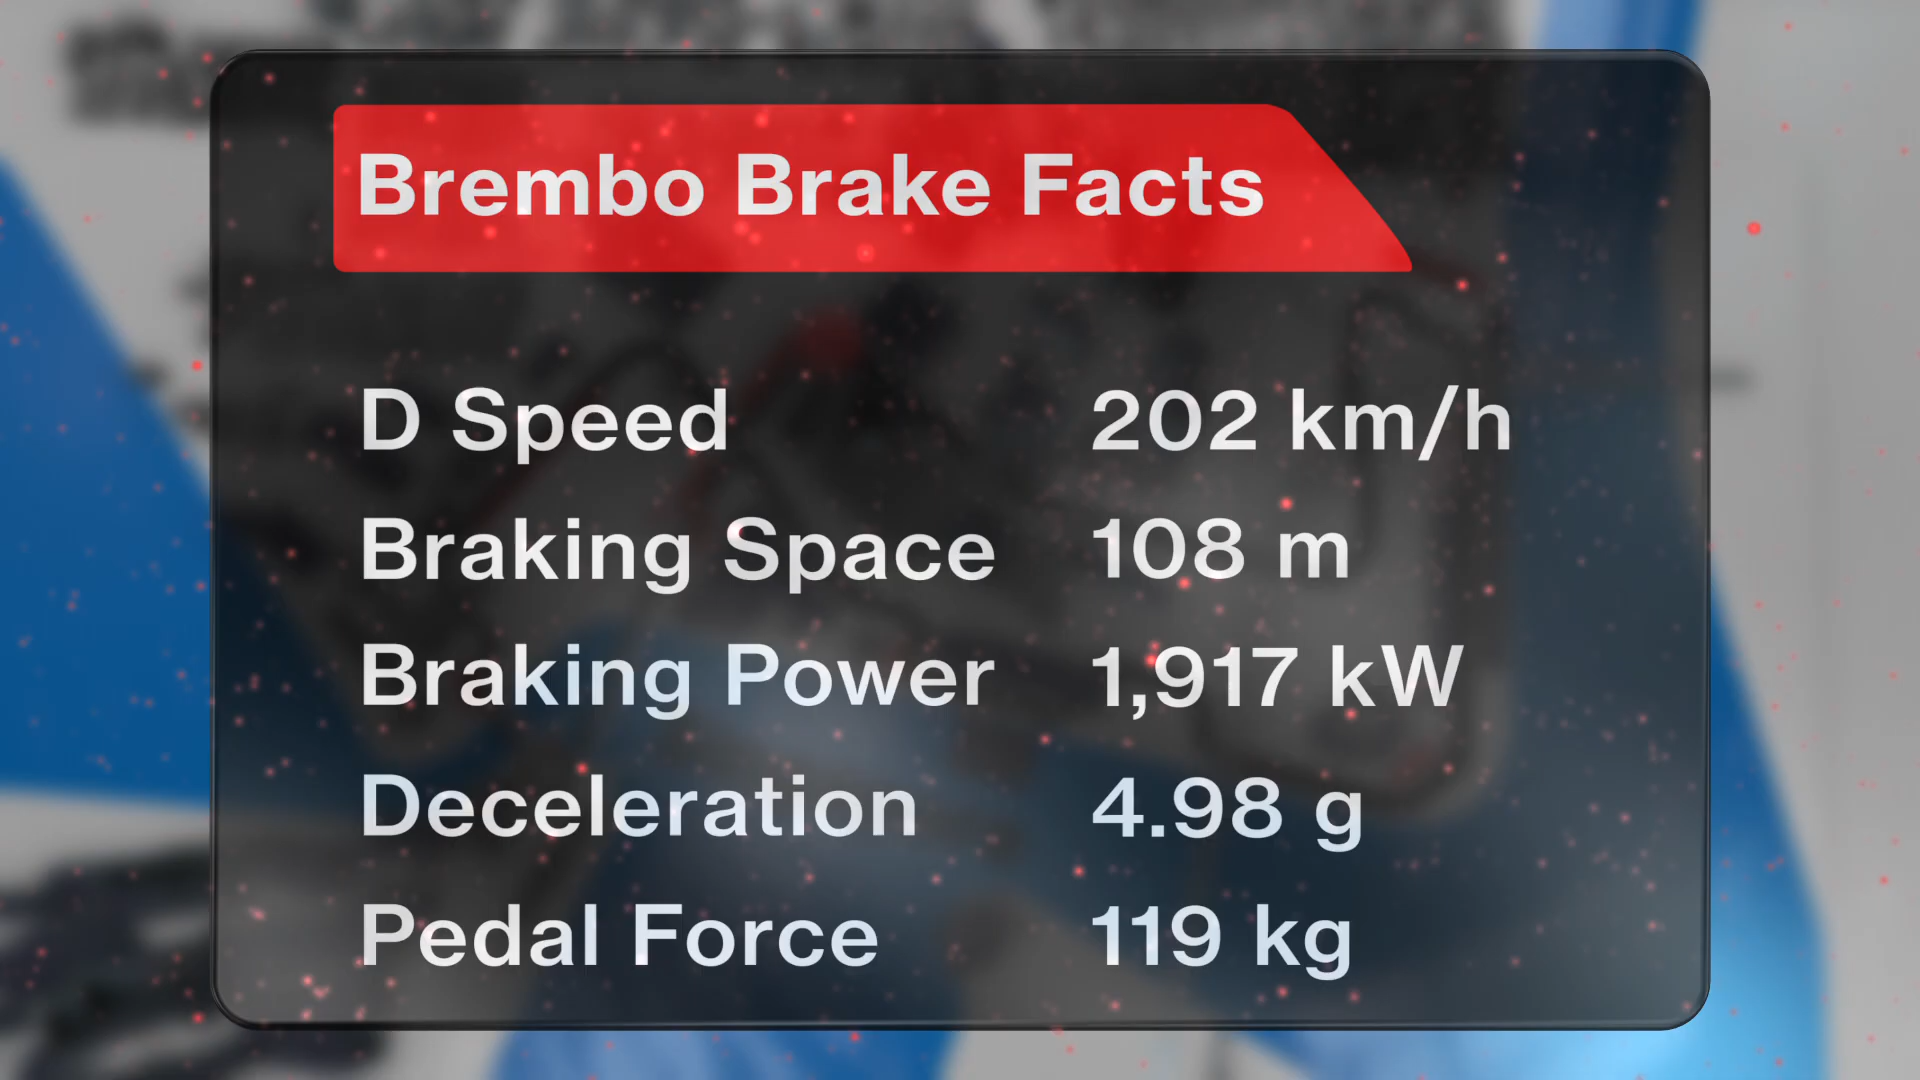 Brembo Brake Facts
D Speed 202 km/h
Braking Space 108 m
Braking Power 1,917 kW
Deceleration 4.98 g
Pedal Force 119 kg